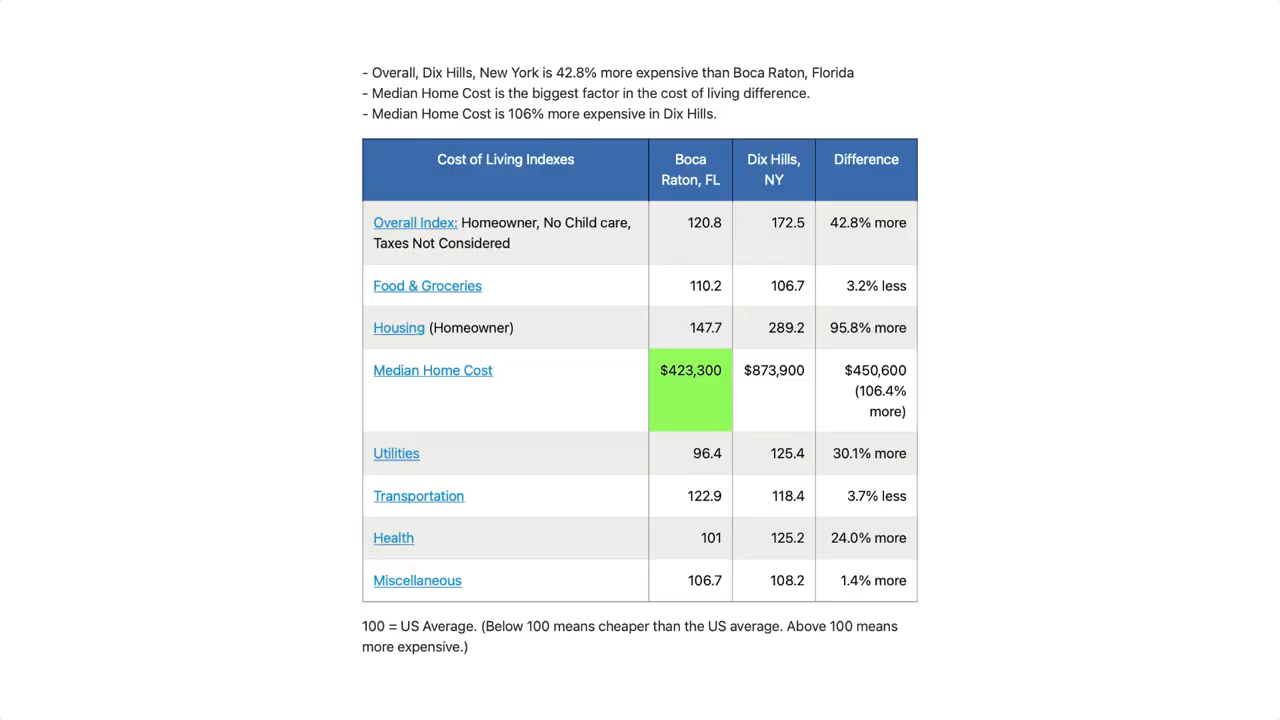 - Overall, Dix Hills, New York is 42.8% more expensive than Boca Raton, Florida
- Median Home Cost is the biggest factor in the cost of living difference.
- Median Home Cost is 106% more expensive in Dix Hills.
Cost of Living Indexes Boca Dix Hills, Difference
Raton, FL NY
Overall Index: Homeowner, No Child care, 120.8 172.5 42.8% more
Taxes Not Considered
Food & Groceries 110.2 106.7 3.2% less
Housing (Homeowner) 147.7 289.2 95.8% more
Median Home Cost $423,300 $873,900 $450,600
(106.4%
more)
Utilities 96.4 125.4 30.1% more
Transportation 122.9 118.4 3.7% less
Health 101 125.2 24.0% more
Miscellaneous 106.7 108.2 1.4% more
100 = US Average. (Below 100 means cheaper than the US average. Above 100 means
more expensive.)